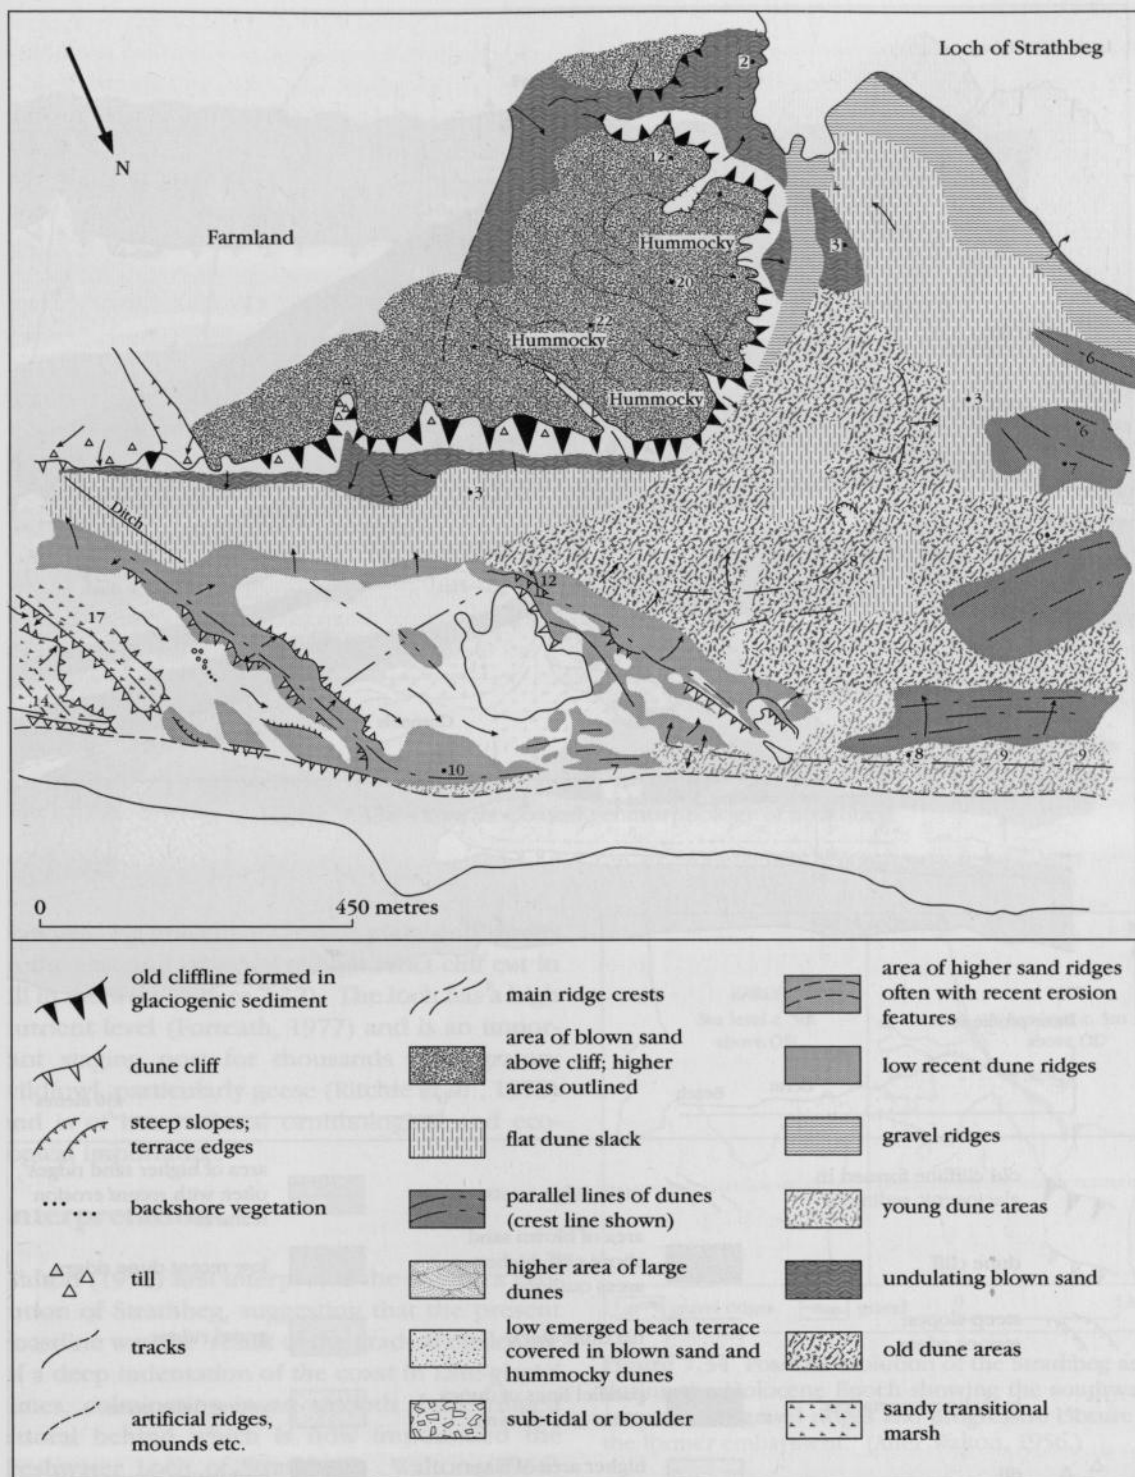 Loch of Strathbeg
N
2
12
Farmland
Hummocky
3
20
22
Hummocky
6
Hummocky
3
6
7
3
Ditch
6
8
12
17
14
10
7
8
9
9
0
450 metres
old cliffline formed in
glaciogenic sediment
dune cliff
steep slopes;
terrace edges
backshore vegetation
till
tracks
artificial ridges,
mounds etc.
main ridge crests
area of blown sand
above cliff; higher
areas outlined
flat dune slack
parallel lines of dunes
(crest line shown)
higher area of large
dunes
low emerged beach terrace
covered in blown sand and
hummocky dunes
sub-tidal or boulder
area of higher sand ridges
often with recent erosion
features
low recent dune ridges
gravel ridges
young dune areas
undulating blown sand
old dune areas
sandy transitional
marsh